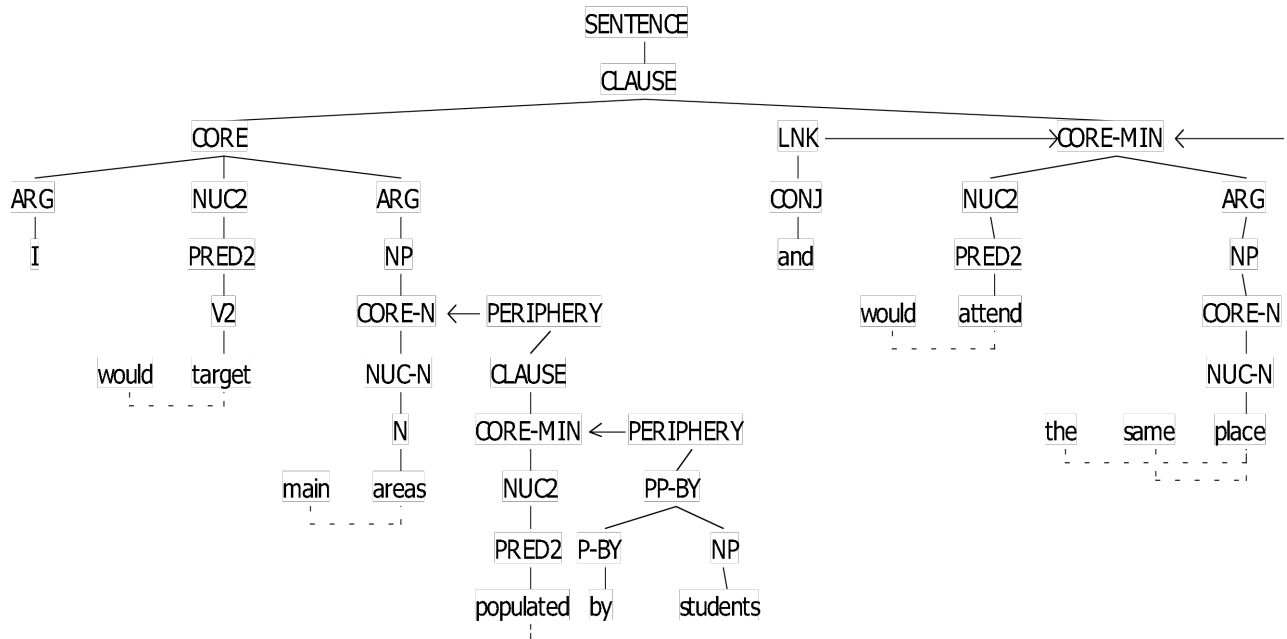 SENTENCE
CLAUSE
CORE LNK CORE-MIN
ARG NUC2 ARG CONJ NUC2 ARG
I PRED2 NP and PRED2 NP
V2 CORE-N PERIPHERY would attend CORE-N
would target NUC-N CLAUSE NUC-N
N CORE-MIN PERIPHERY the same place
main areas NUC2 PP-BY
PRED2 P-BY NP
populated by students